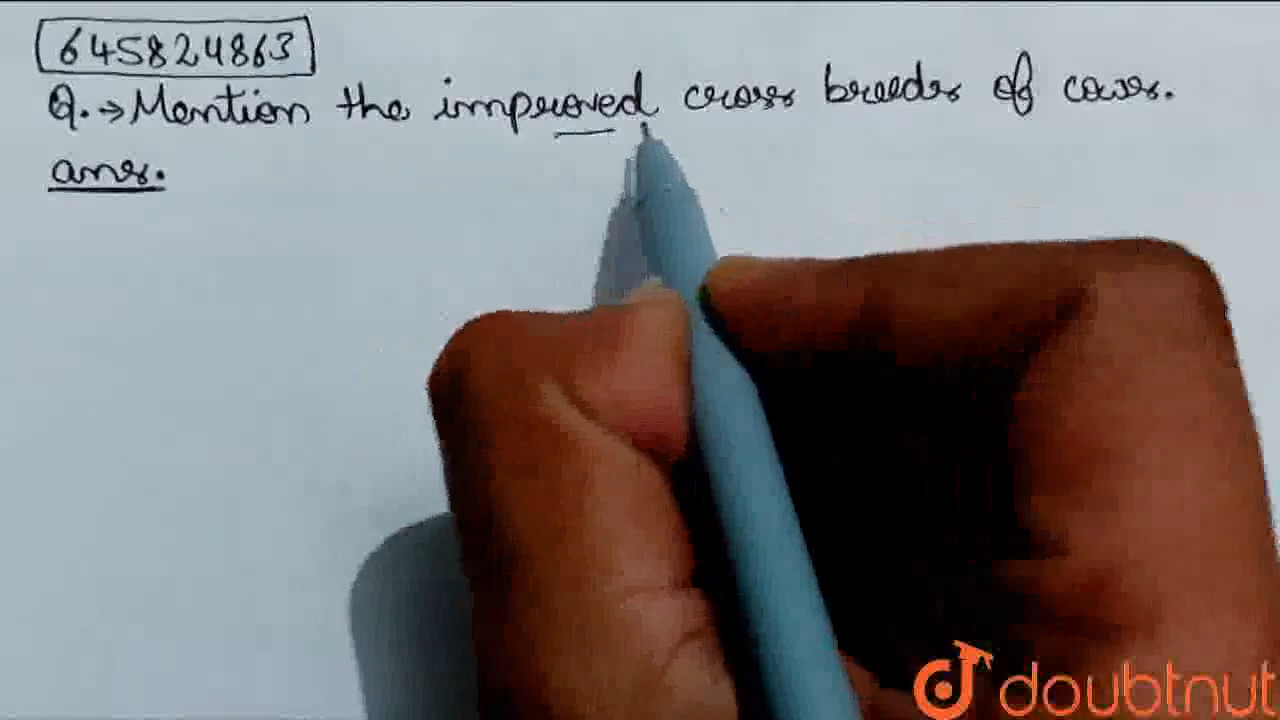 645824863
Q.→Mention the improved cross breeds of cows.
ans.
doubtnut